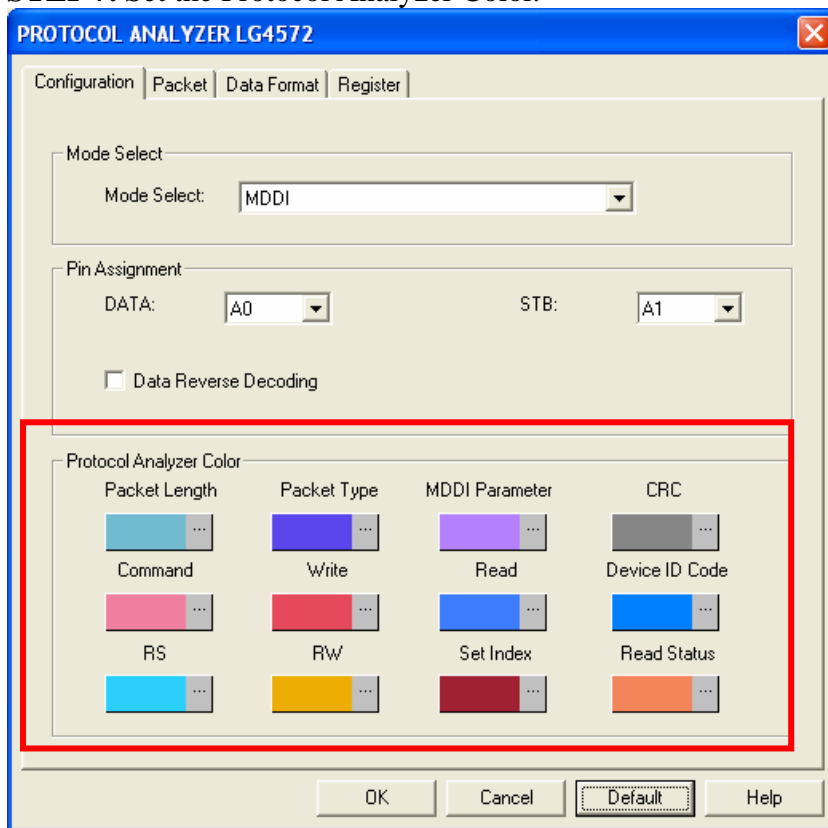 PROTOCOL ANALYZER LG4572
Configuration Packet Data Format Register
Mode Select
Mode Select: MDDI
Pin Assignment
DATA: A0 STB: A1
Data Reverse Decoding
Protocol Analyzer Color
Packet Length Packet Type MDDI Parameter CRC
... ... ... ...
Command Write Read Device ID Code
... ... ... ...
RS RW Set Index Read Status
... ... ... ...
OK Cancel Default Help